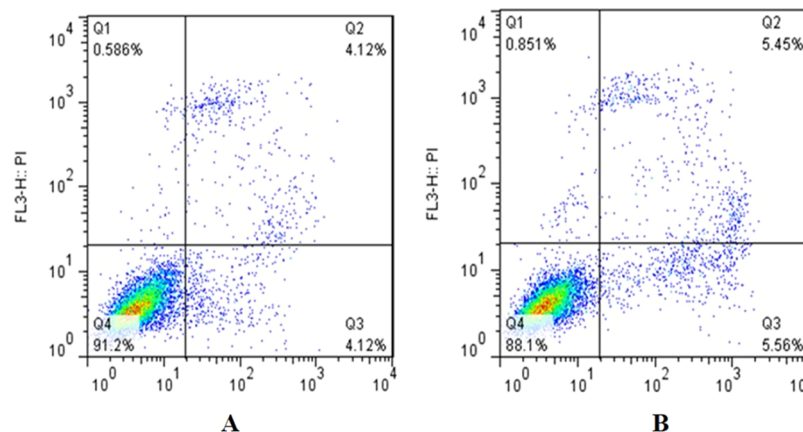 Q1
0.586%
Q2
4.12%
Q4
91.2%
Q3
4.12%
FL3-H:: PI
10⁴
10³
10²
10¹
10⁰
10⁰
10¹
10²
10³
10⁴
A
Q1
0.851%
Q2
5.45%
Q4
88.1%
Q3
5.56%
FL3-H:: PI
10⁴
10³
10²
10¹
10⁰
10⁰
10¹
10²
10³
B